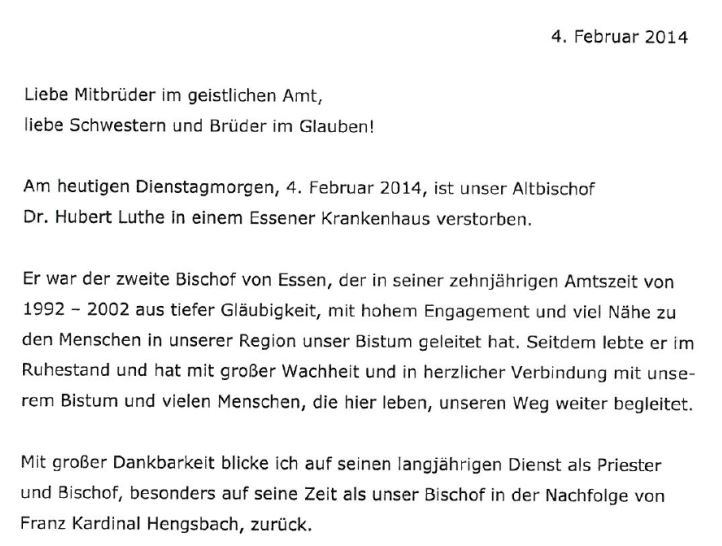 4. Februar 2014
Liebe Mitbrüder im geistlichen Amt,
liebe Schwestern und Brüder im Glauben!
Am heutigen Dienstagmorgen, 4. Februar 2014, ist unser Altbischof
Dr. Hubert Luthe in einem Essener Krankenhaus verstorben.
Er war der zweite Bischof von Essen, der in seiner zehnjährigen Amtszeit von
1992 – 2002 aus tiefer Gläubigkeit, mit hohem Engagement und viel Nähe zu
den Menschen in unserer Region unser Bistum geleitet hat. Seitdem lebte er im
Ruhestand und hat mit großer Wachheit und in herzlicher Verbindung mit unse-
rem Bistum und vielen Menschen, die hier leben, unseren Weg weiter begleitet.
Mit großer Dankbarkeit blicke ich auf seinen langjährigen Dienst als Priester
und Bischof, besonders auf seine Zeit als unser Bischof in der Nachfolge von
Franz Kardinal Hengsbach, zurück.